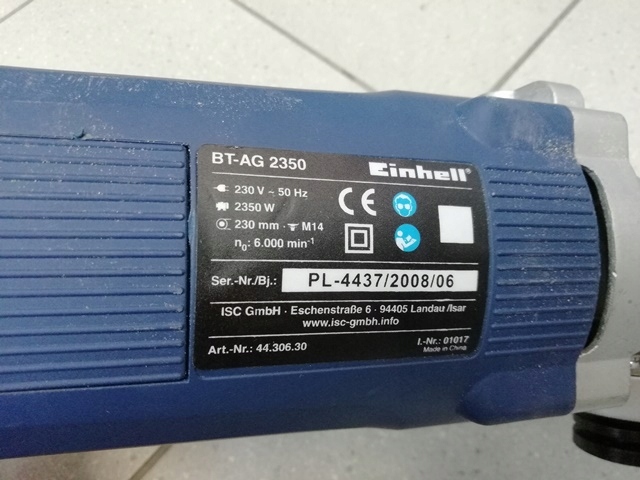 BT-AG 2350
Einhell
230 V ~ 50 Hz
2350 W
230 mm · M14
n₀: 6.000 min⁻¹
CE
Ser.-Nr./Bj.: PL-4437/2008/06
ISC GmbH · Eschenstraße 6 · 94405 Landau /Isar
www.isc-gmbh.info
Art.-Nr.: 44.306.30
I.-Nr.: 01017
Made in China